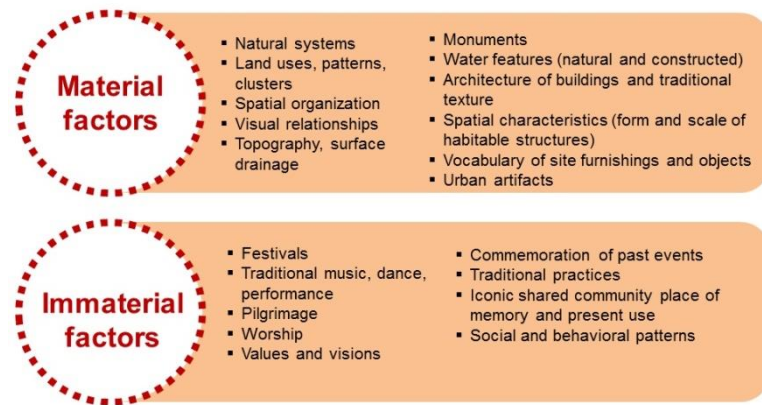 Material
factors
▪ Natural systems
▪ Land uses, patterns,
clusters
▪ Spatial organization
▪ Visual relationships
▪ Topography, surface
drainage
▪ Monuments
▪ Water features (natural and constructed)
▪ Architecture of buildings and traditional
texture
▪ Spatial characteristics (form and scale of
habitable structures)
▪ Vocabulary of site furnishings and objects
▪ Urban artifacts
Immaterial
factors
▪ Festivals
▪ Traditional music, dance,
performance
▪ Pilgrimage
▪ Worship
▪ Values and visions
▪ Commemoration of past events
▪ Traditional practices
▪ Iconic shared community place of
memory and present use
▪ Social and behavioral patterns